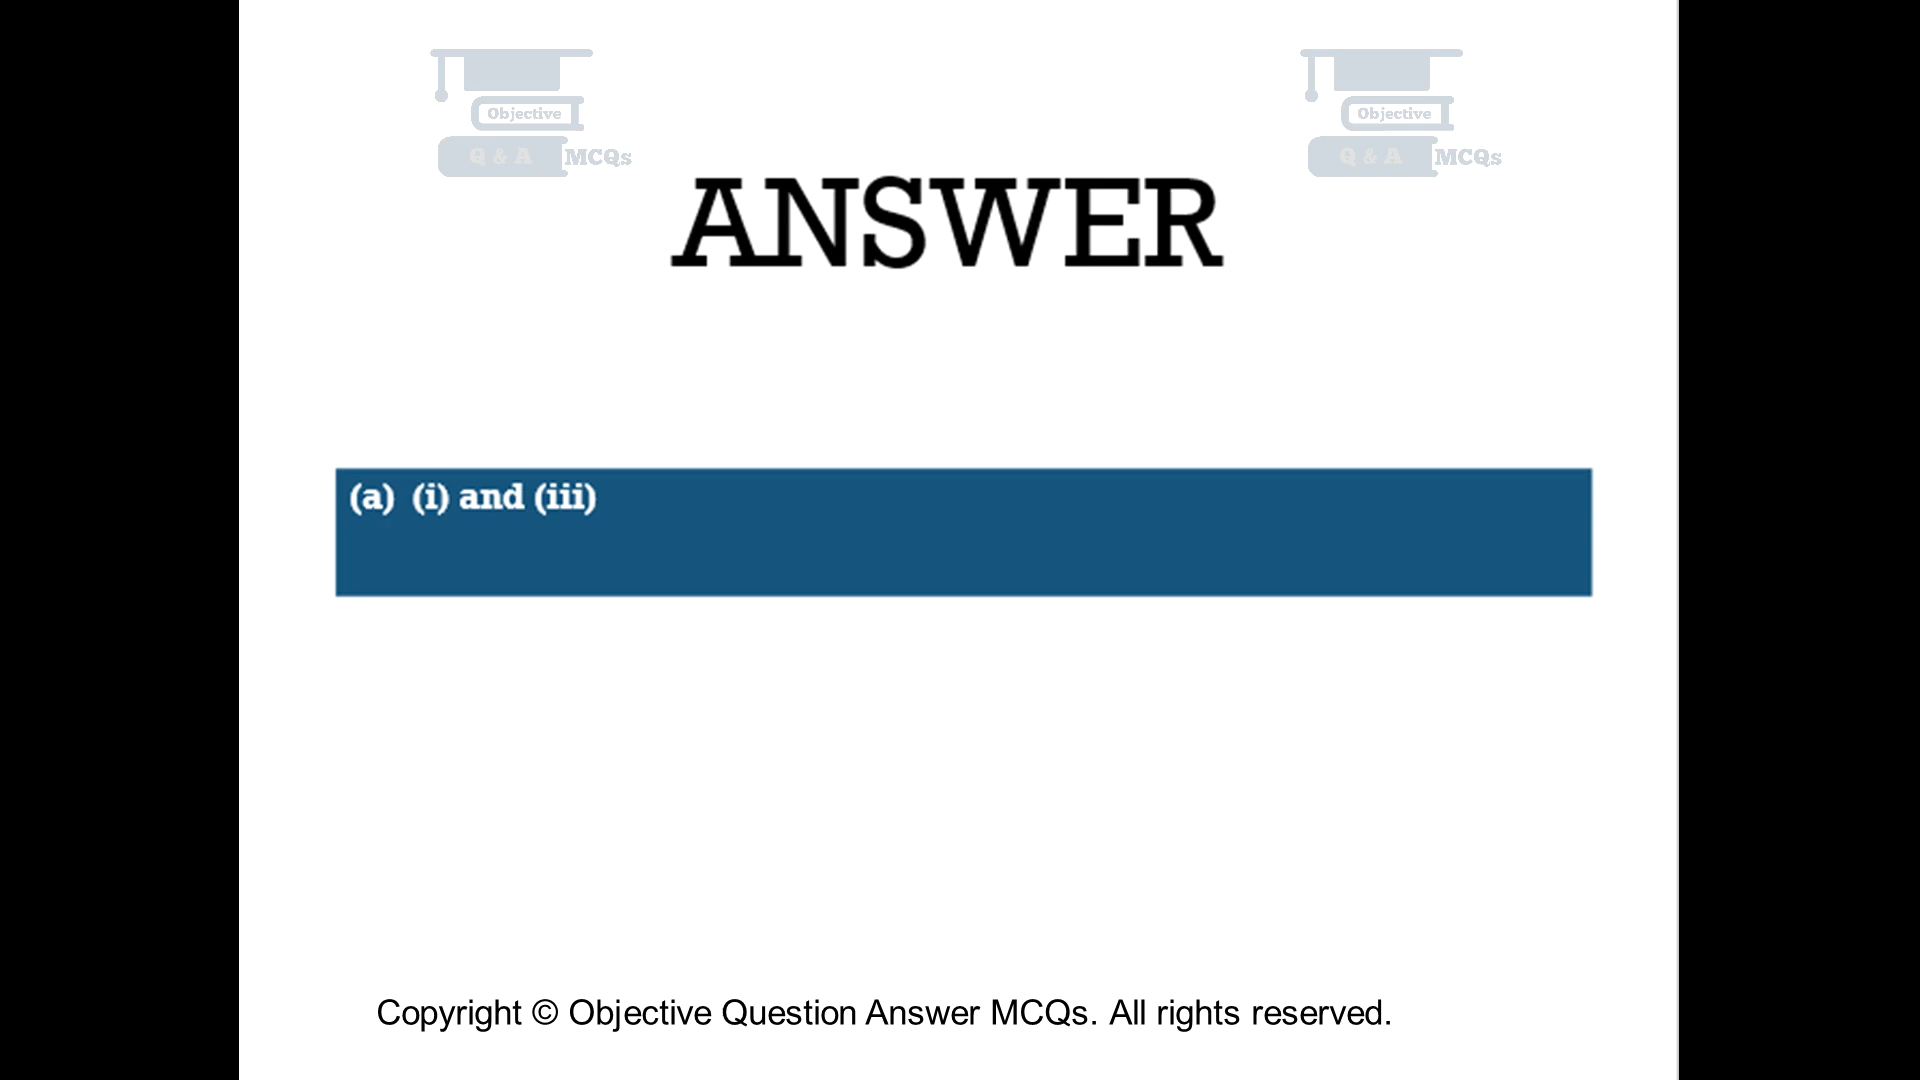 Objective
Q & A MCQs
Objective
Q & A MCQs
ANSWER
(a) (i) and (iii)
Copyright © Objective Question Answer MCQs. All rights reserved.